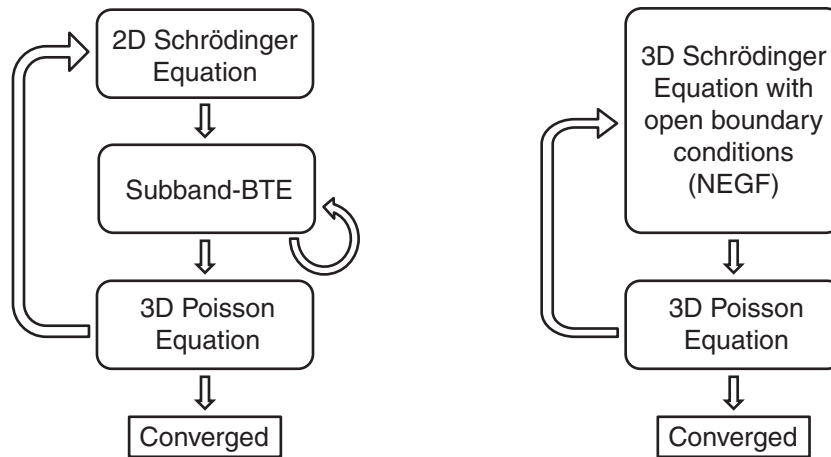 2D Schrödinger
Equation
Subband-BTE
3D Poisson
Equation
Converged
3D Schrödinger
Equation with
open boundary
conditions
(NEGF)
3D Poisson
Equation
Converged